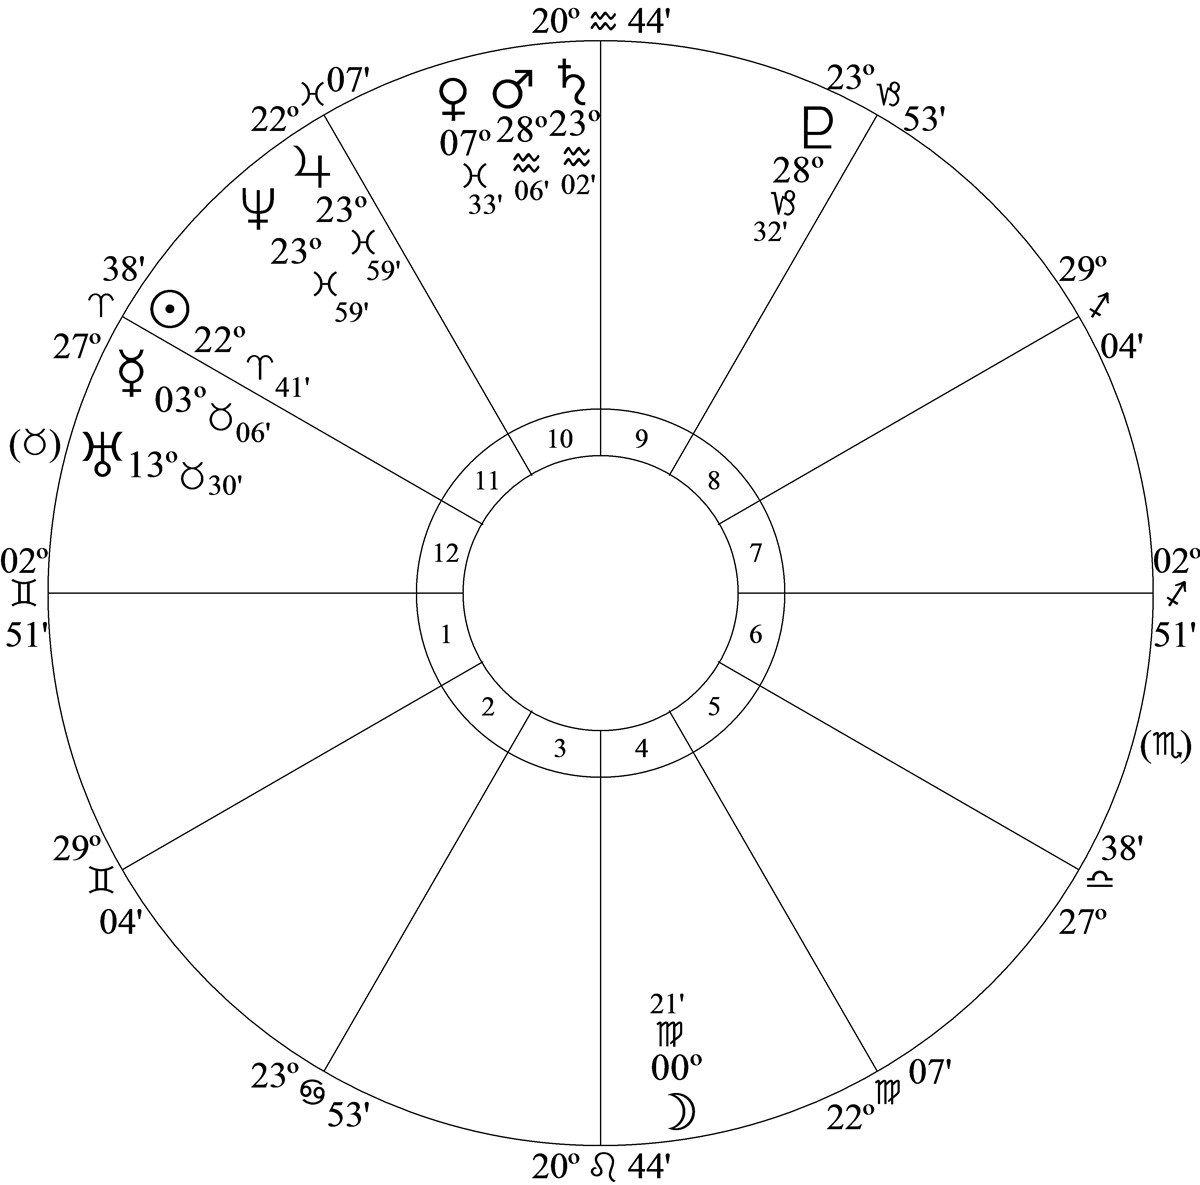 20º ♒ 44'
23º ♑ 53'
29º ♐ 04'
02º ♐ 51'
(♏)
38' ♎ 27º
07' ♍ 22º
20º ♌ 44'
23º ♋ 53'
29º ♊ 04'
02º ♊ 51'
(♉)
38' ♈ 27º
22º ♓ 07'
♀ 07º ♓ 33'
♂ 28º ♒ 06'
♄ 23º ♒ 02'
♇ 28º ♑ 32'
♃ 23º ♓ 59'
♆ 23º ♓ 59'
☉ 22º ♈ 41'
☿ 03º ♉ 06'
♅ 13º ♉ 30'
21' ♍ 00º ☽
1
2
3
4
5
6
7
8
9
10
11
12